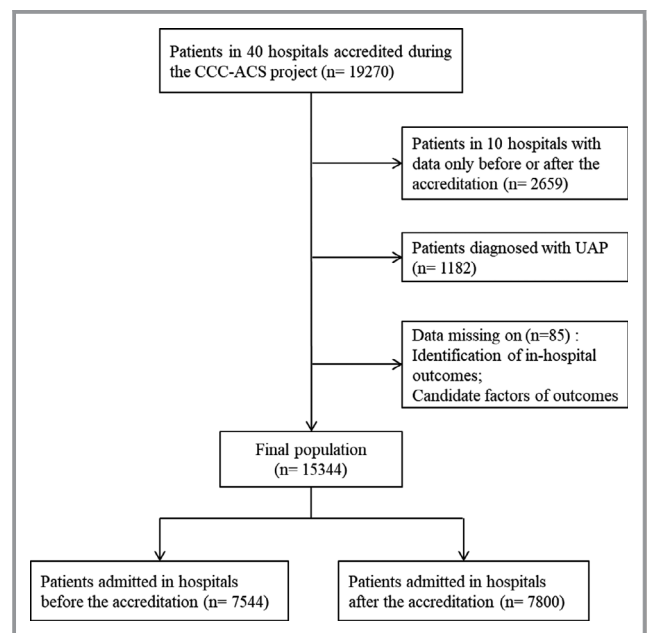 Patients in 40 hospitals accredited during
the CCC-ACS project (n= 19270)
Patients in 10 hospitals with
data only before or after the
accreditation (n= 2659)
Patients diagnosed with UAP
(n= 1182)
Data missing on (n=85) :
Identification of in-hospital
outcomes;
Candidate factors of outcomes
Final population
(n= 15344)
Patients admitted in hospitals
before the accreditation (n= 7544)
Patients admitted in hospitals
after the accreditation (n= 7800)